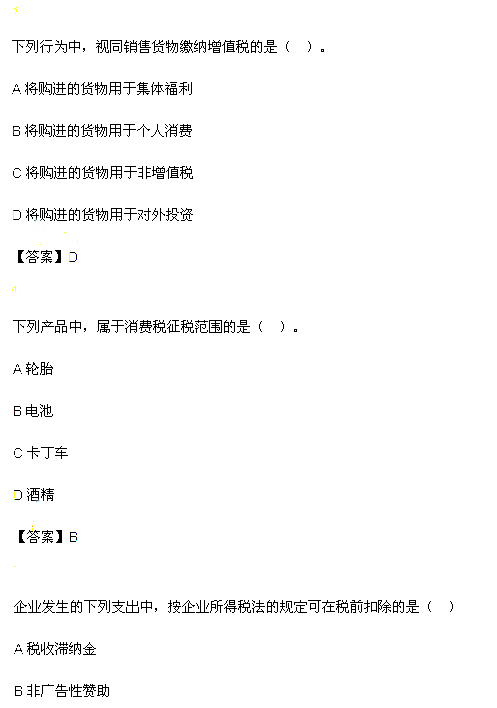 3
下列行为中，视同销售货物缴纳增值税的是（ ）。
A 将购进的货物用于集体福利
B 将购进的货物用于个人消费
C 将购进的货物用于非增值税
D 将购进的货物用于对外投资
【答案】D
4
下列产品中，属于消费税征税范围的是（ ）。
A 轮胎
B 电池
C 卡丁车
D 酒精
【答案】B
企业发生的下列支出中，按企业所得税法的规定可在税前扣除的是（ ）
A 税收滞纳金
B 非广告性赞助